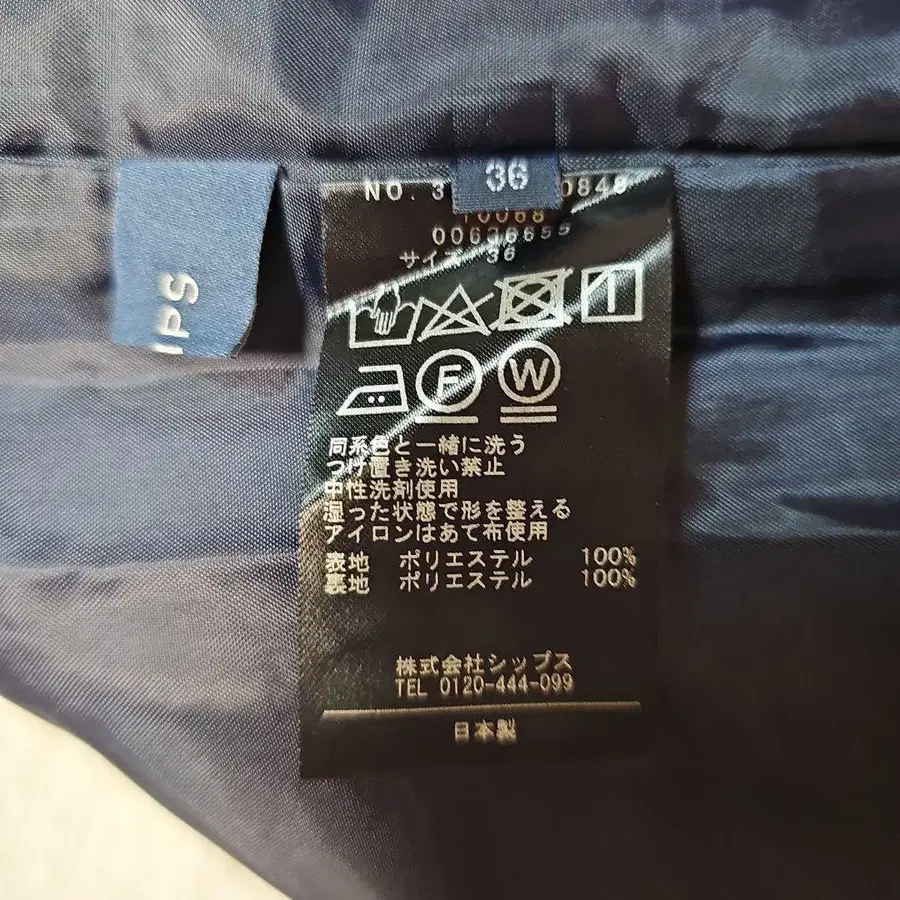 36
NO. 3
0848
サイズ 36
F
W
同系色と一緒に洗う
つけ置き洗い禁止
中性洗剤使用
湿った状態で形を整える
アイロンはあて布使用
表地 ポリエステル 100%
裏地 ポリエステル 100%
株式会社シップス
TEL 0120-444-099
日本製